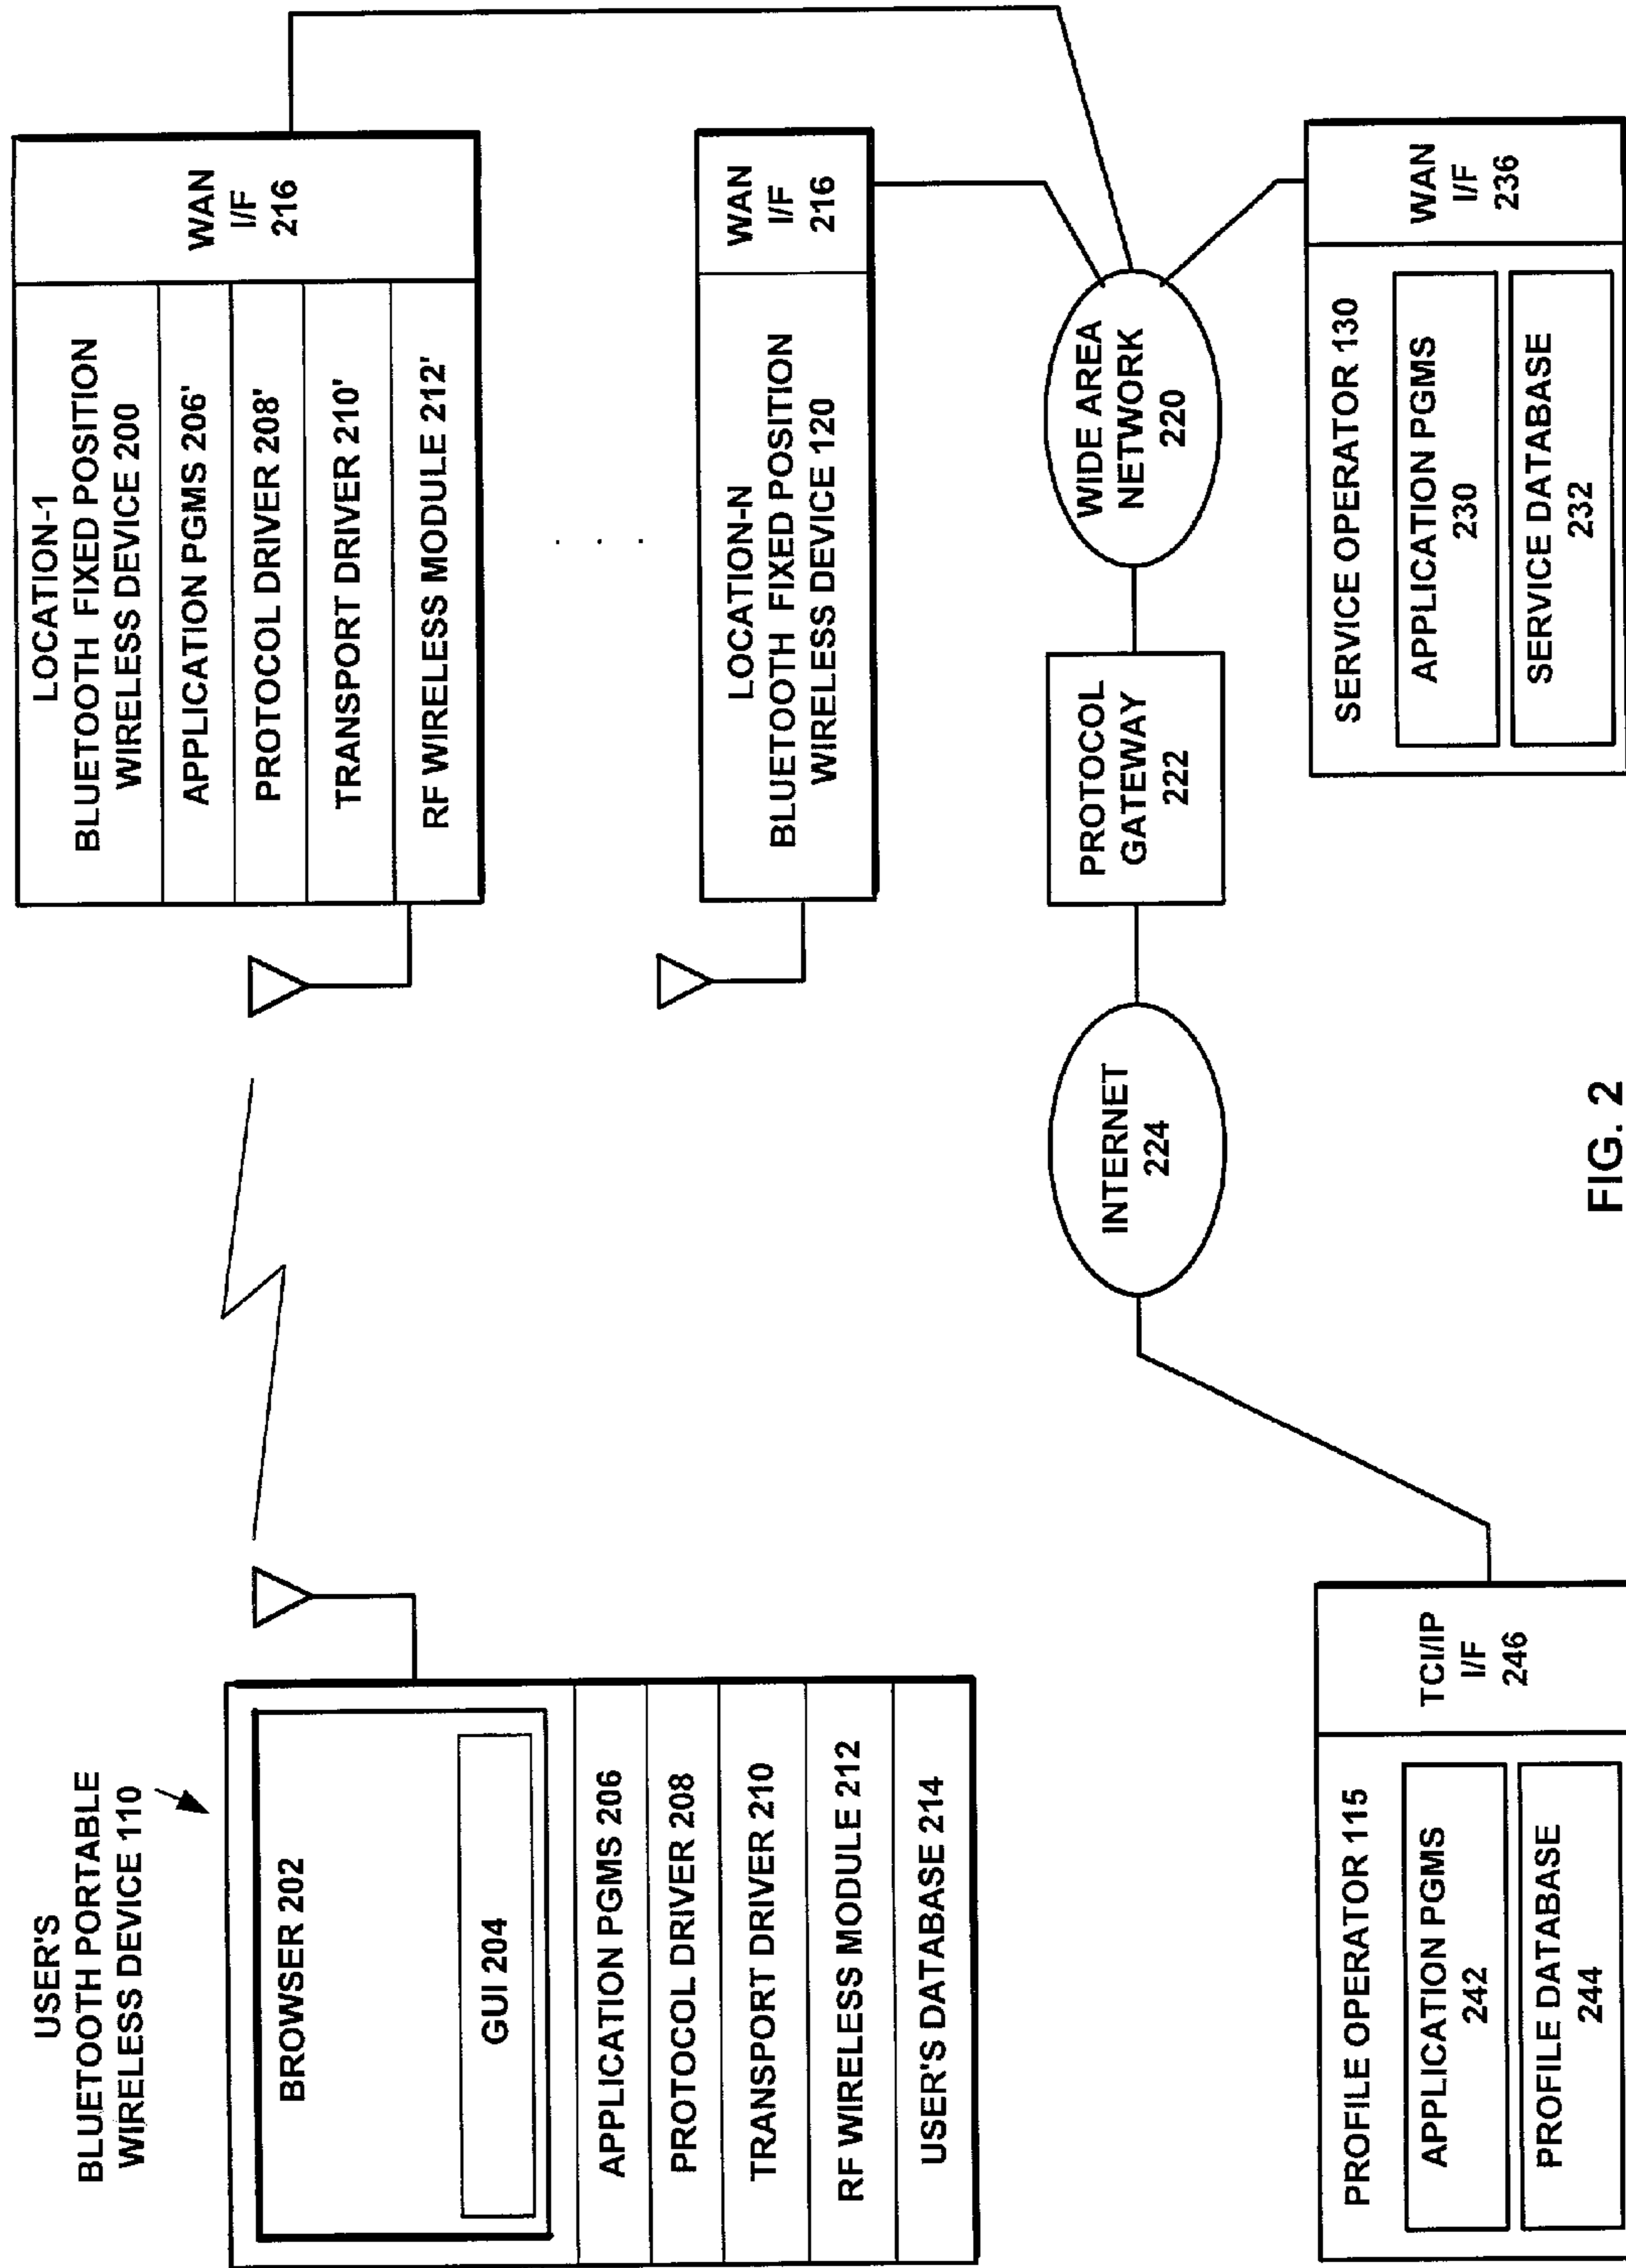 USER'S
BLUETOOTH PORTABLE
WIRELESS DEVICE 110
BROWSER 202
GUI 204
APPLICATION PGMS 206
PROTOCOL DRIVER 208
TRANSPORT DRIVER 210
RF WIRELESS MODULE 212
USER'S DATABASE 214
LOCATION-1
BLUETOOTH FIXED POSITION
WIRELESS DEVICE 200
APPLICATION PGMS 206'
PROTOCOL DRIVER 208'
TRANSPORT DRIVER 210'
RF WIRELESS MODULE 212'
WAN
I/F
216
. . .
LOCATION-N
BLUETOOTH FIXED POSITION
WIRELESS DEVICE 120
WAN
I/F
216
INTERNET
224
PROTOCOL
GATEWAY
222
WIDE AREA
NETWORK
220
PROFILE OPERATOR 115
APPLICATION PGMS
242
PROFILE DATABASE
244
TCI/IP
I/F
246
SERVICE OPERATOR 130
APPLICATION PGMS
230
SERVICE DATABASE
232
WAN
I/F
236
FIG. 2